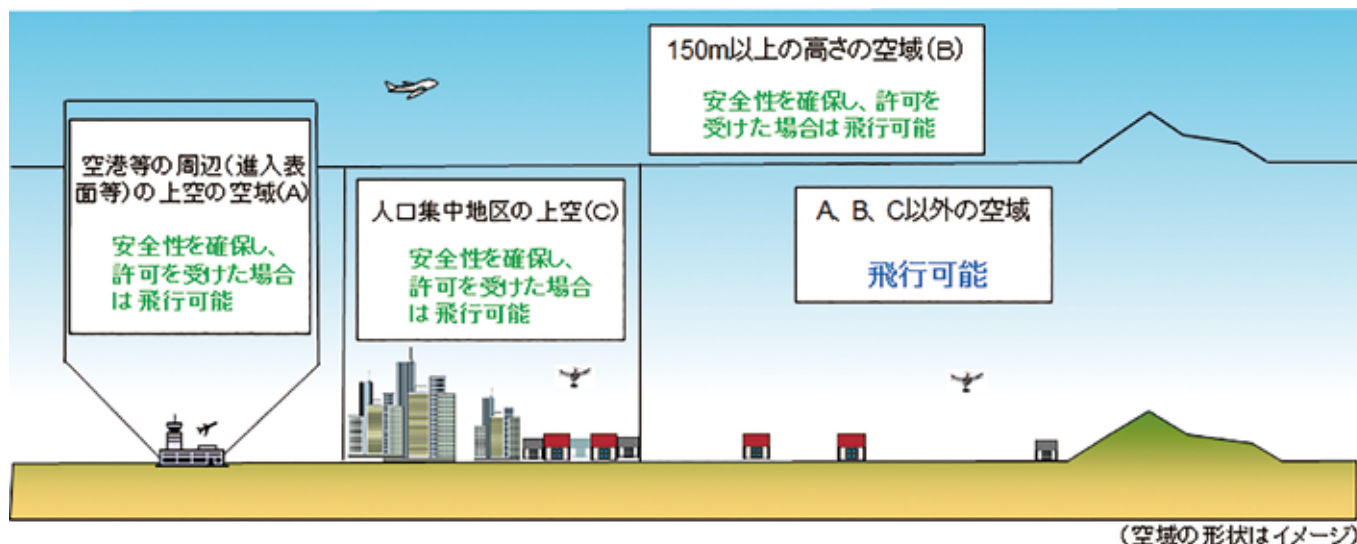 150m以上の高さの空域(B)
安全性を確保し、許可を
受けた場合は飛行可能
空港等の周辺(進入表
面等)の上空の空域(A)
安全性を確保し、
許可を受けた場合
は飛行可能
人口集中地区の上空(C)
安全性を確保し、
許可を受けた場合
は飛行可能
A、B、C以外の空域
飛行可能
(空域の形状はイメージ)